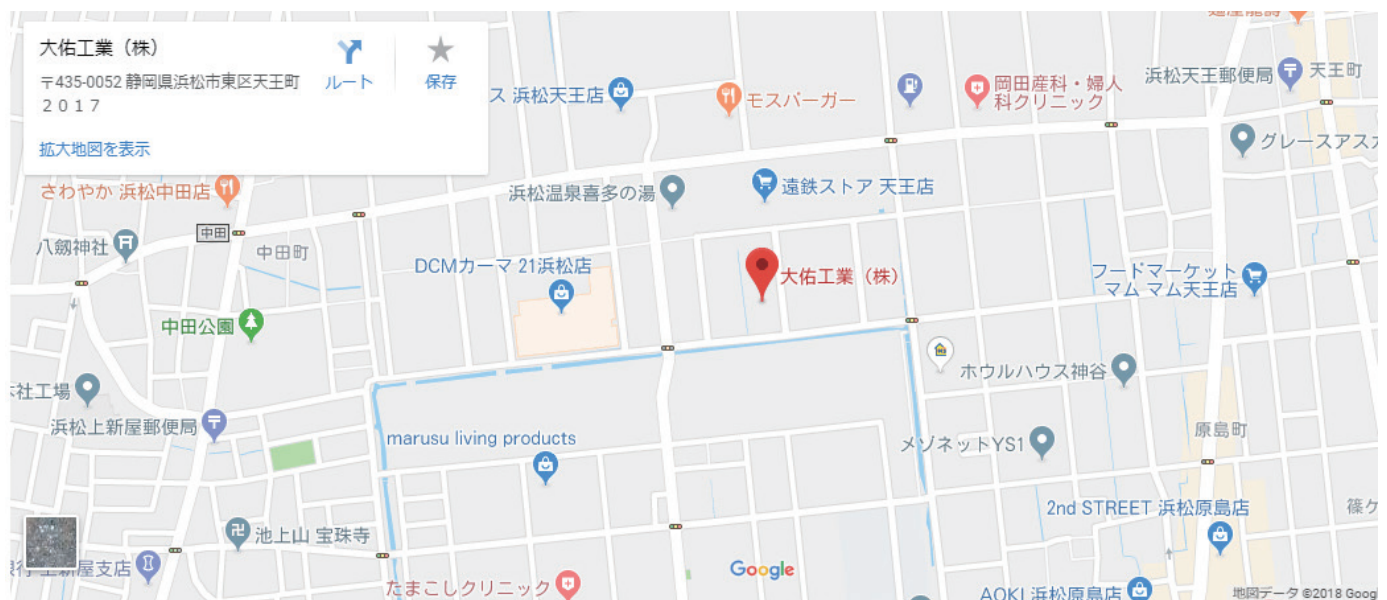 大佑工業（株）
〒435-0052 静岡県浜松市東区天王町
２０１７
拡大地図を表示
ルート
保存
ス 浜松天王店
モスバーガー
岡田産科・婦人
科クリニック
浜松天王郵便局
天王町
グレースアスカ
さわやか 浜松中田店
浜松温泉喜多の湯
遠鉄ストア 天王店
中田
中田町
八劔神社
DCMカーマ 21浜松店
大佑工業（株）
フードマーケット
マム マム天王店
中田公園
ホウルハウス神谷
本社工場
浜松上新屋郵便局
marusu living products
メゾネットYS1
原島町
2nd STREET 浜松原島店
篠ケ
池上山 宝珠寺
銀行 上新屋支店
たまこしクリニック
Google
AOKI 浜松原島店
地図データ ©2018 Goog